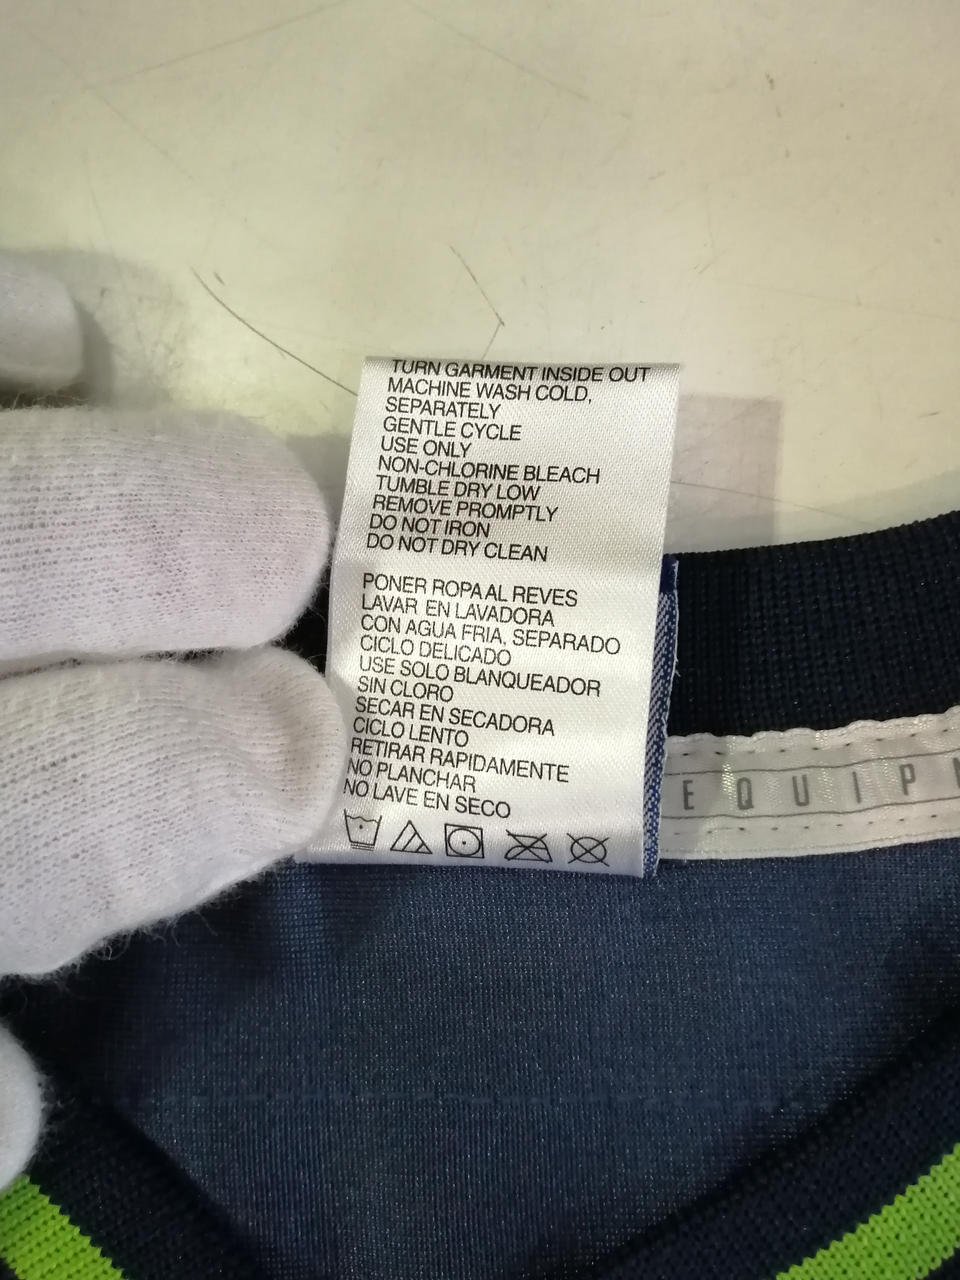 TURN GARMENT INSIDE OUT
MACHINE WASH COLD,
SEPARATELY
GENTLE CYCLE
USE ONLY
NON-CHLORINE BLEACH
TUMBLE DRY LOW
REMOVE PROMPTLY
DO NOT IRON
DO NOT DRY CLEAN
PONER ROPA AL REVES
LAVAR EN LAVADORA
CON AGUA FRIA, SEPARADO
CICLO DELICADO
USE SOLO BLANQUEADOR
SIN CLORO
SECAR EN SECADORA
CICLO LENTO
RETIRAR RAPIDAMENTE
NO PLANCHAR
NO LAVE EN SECO
EQUIPM